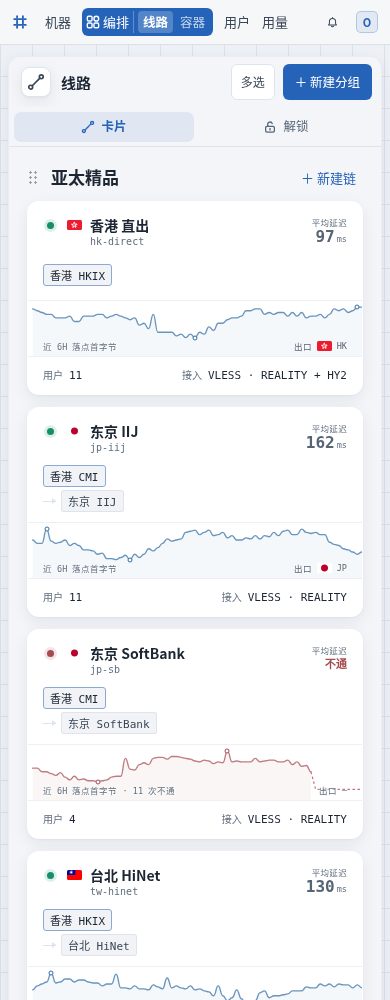 机器 编排 线路 容器 用户 用量 O
线路 多选 + 新建分组
卡片 解锁
亚太精品 + 新建链
香港 直出 平均延迟
hk-direct 97 ms
香港 HKIX
近 6H 落点首字节 出口 HK
用户 11 接入 VLESS · REALITY + HY2
东京 IIJ 平均延迟
jp-iij 162 ms
香港 CMI
东京 IIJ
近 6H 落点首字节 出口 JP
用户 11 接入 VLESS · REALITY
东京 SoftBank 平均延迟
jp-sb 不通
香港 CMI
东京 SoftBank
近 6H 落点首字节 · 11 次不通 出口 -
用户 4 接入 VLESS · REALITY
台北 HiNet 平均延迟
tw-hinet 130 ms
香港 HKIX
台北 HiNet